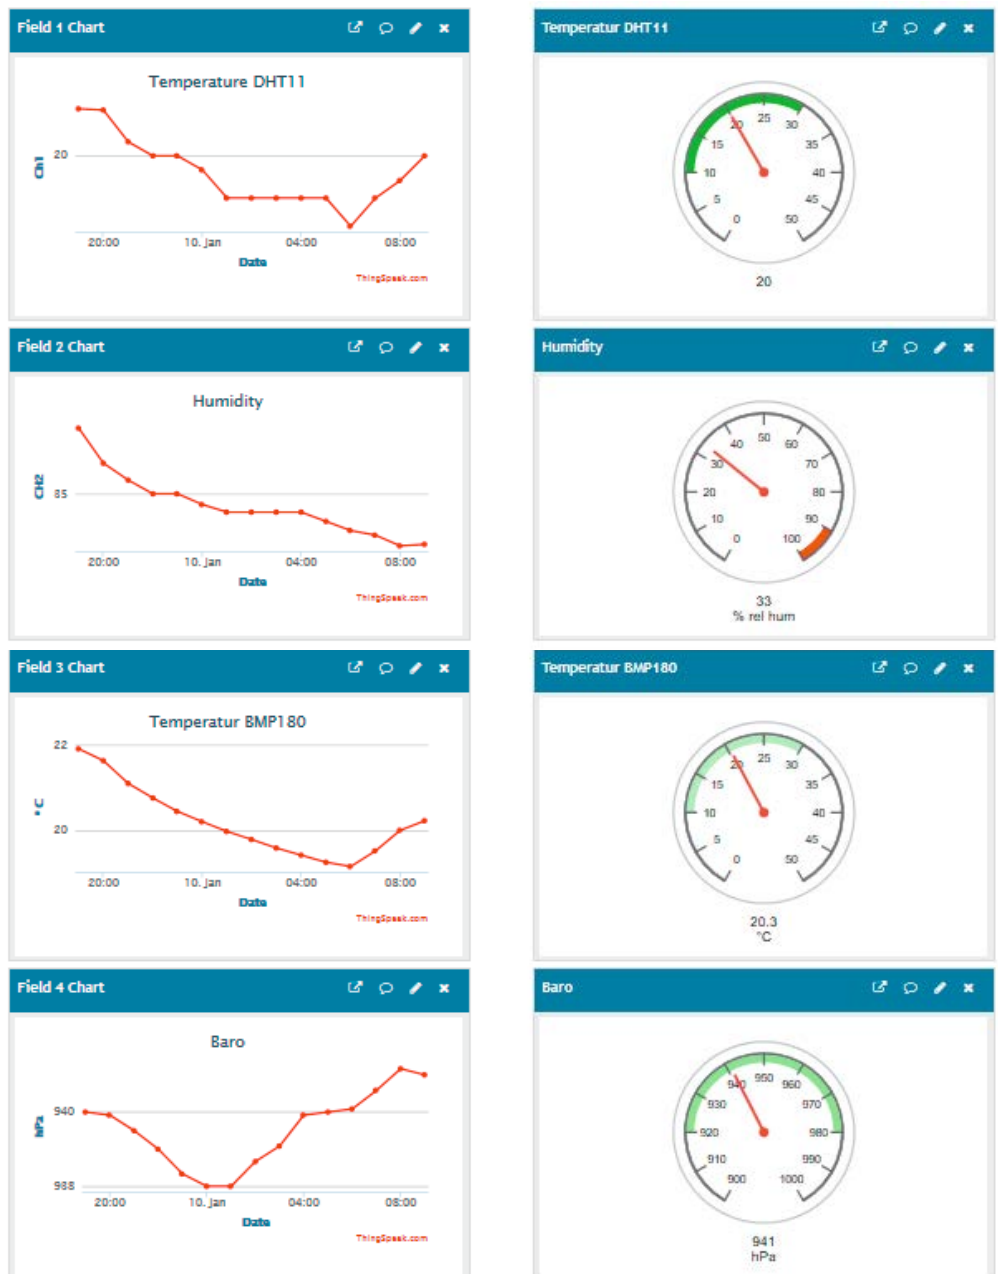 Field 1 Chart
Temperature DHT11
Ch1
20
20:00 10. Jan 04:00 08:00
Date
ThingSpeak.com
Temperatur DHT11
0 5 10 15 20 25 30 35 40 45 50
20
Field 2 Chart
Humidity
CH2
35
20:00 10. Jan 04:00 08:00
Date
ThingSpeak.com
Humidity
0 10 20 30 40 50 60 70 80 90 100
33
% rel hum
Field 3 Chart
Temperatur BMP180
°C
22
20
20:00 10. Jan 04:00 08:00
Date
ThingSpeak.com
Temperatur BMP180
0 5 10 15 20 25 30 35 40 45 50
20.3
°C
Field 4 Chart
Baro
hPa
940
938
20:00 10. Jan 04:00 08:00
Date
ThingSpeak.com
Baro
900 910 920 930 940 950 960 970 980 990 1000
941
hPa